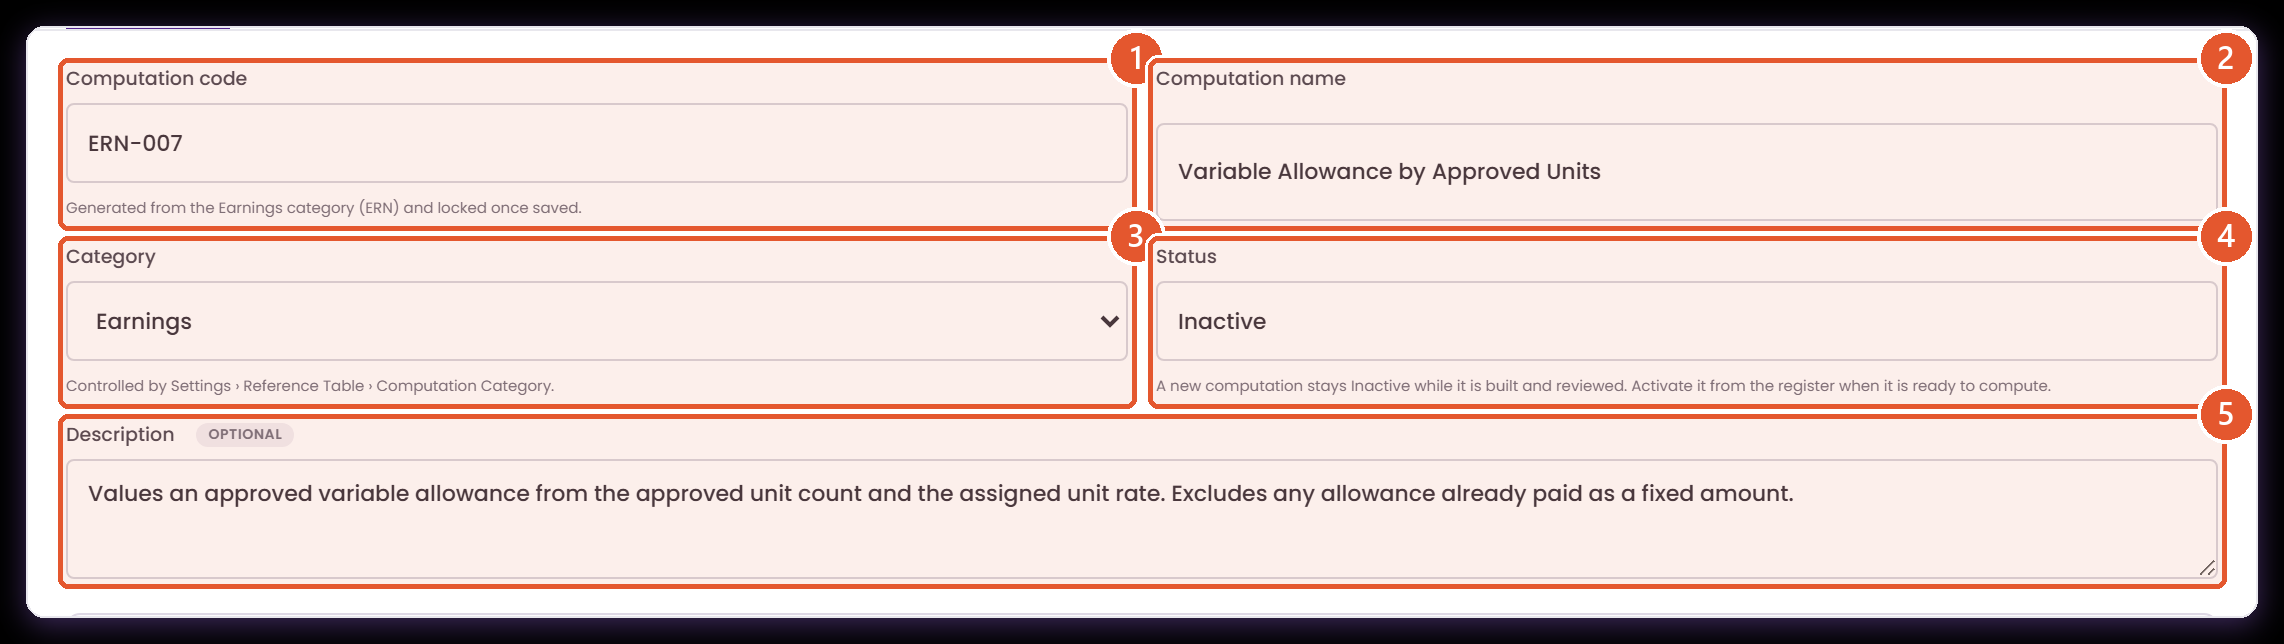 1
2
Computation code
Computation name
ERN-007
Variable Allowance by Approved Units
Generated from the Earnings category (ERN) and locked once saved.
3
4
Category
Status
Earnings
Inactive
Controlled by Settings › Reference Table › Computation Category.
A new computation stays Inactive while it is built and reviewed. Activate it from the register when it is ready to compute.
5
Description OPTIONAL
Values an approved variable allowance from the approved unit count and the assigned unit rate. Excludes any allowance already paid as a fixed amount.